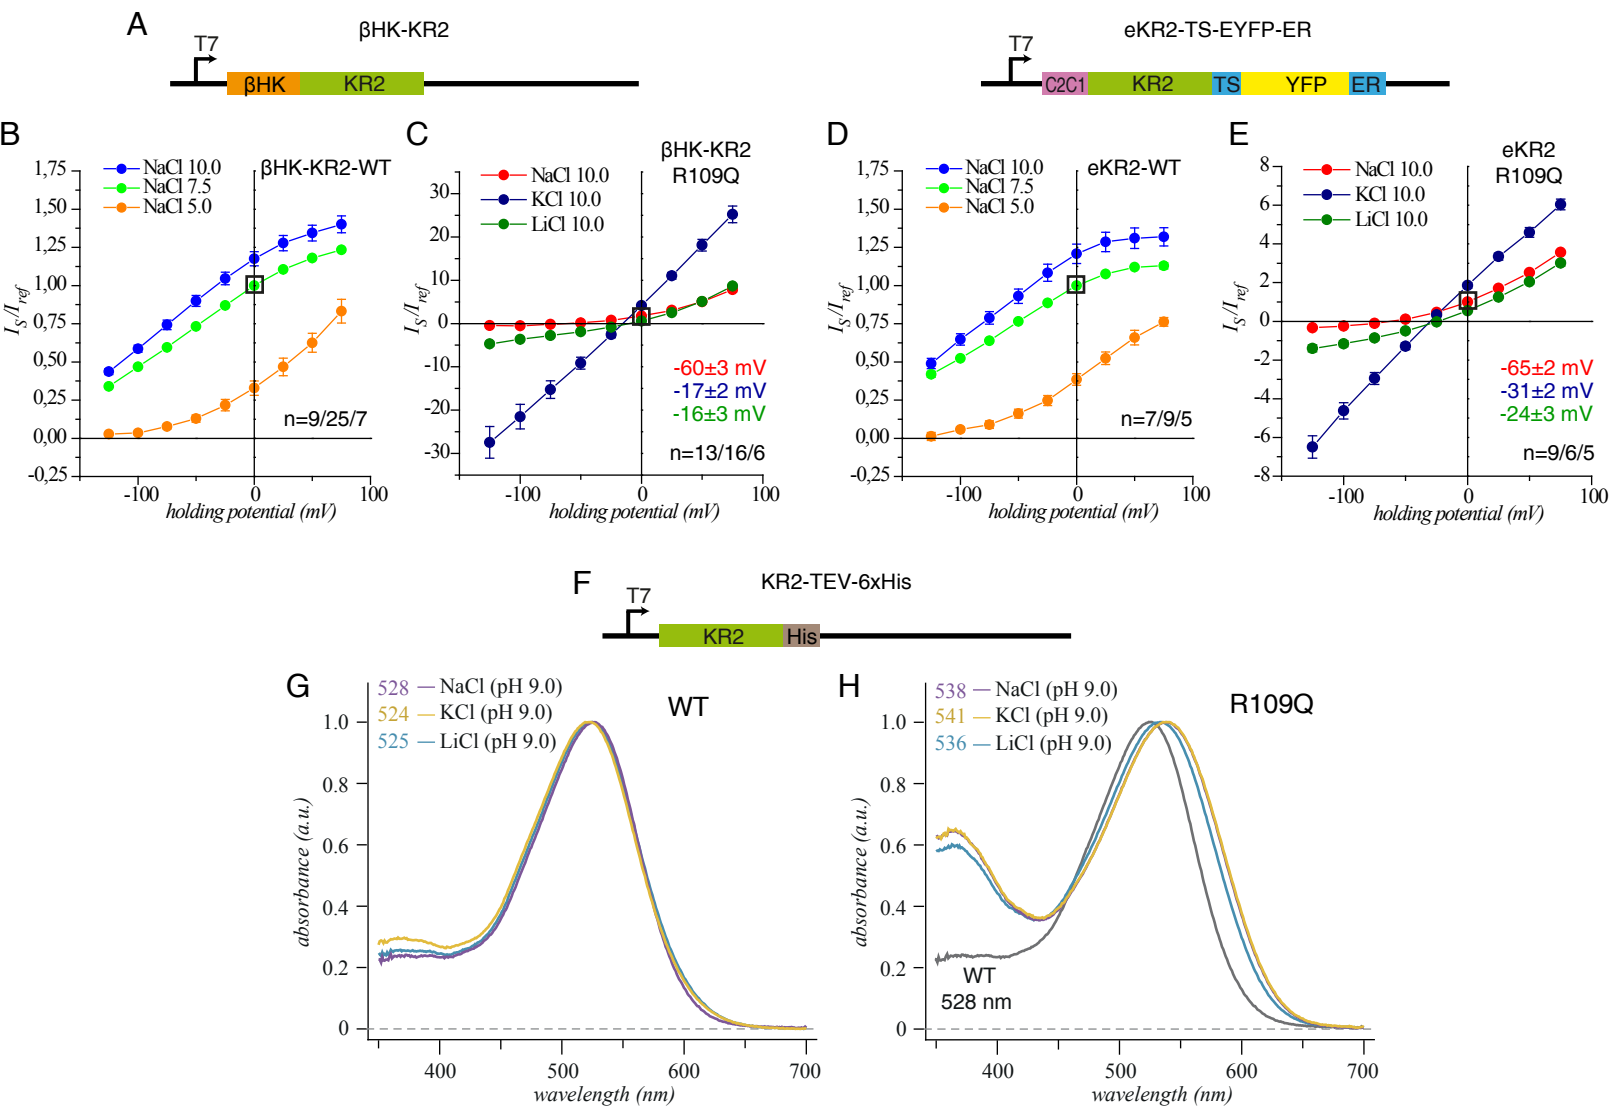 A
βHK-KR2
T7
βHK KR2
eKR2-TS-EYFP-ER
T7
C2C1 KR2 TS YFP ER
B
NaCl 10.0
NaCl 7.5
NaCl 5.0
βHK-KR2-WT
1,75
1,50
1,25
1,00
0,75
0,50
0,25
0,00
-0,25
IS/Iref
n=9/25/7
-100 0 100
holding potential (mV)
C
NaCl 10.0
KCl 10.0
LiCl 10.0
βHK-KR2
R109Q
30
20
10
0
-10
-20
-30
IS/Iref
-60±3 mV
-17±2 mV
-16±3 mV
n=13/16/6
-100 0 100
holding potential (mV)
D
NaCl 10.0
NaCl 7.5
NaCl 5.0
eKR2-WT
1,75
1,50
1,25
1,00
0,75
0,50
0,25
0,00
-0,25
IS/Iref
n=7/9/5
-100 0 100
holding potential (mV)
E
NaCl 10.0
KCl 10.0
LiCl 10.0
eKR2
R109Q
8
6
4
2
0
-2
-4
-6
-8
IS/Iref
-65±2 mV
-31±2 mV
-24±3 mV
n=9/6/5
-100 0 100
holding potential (mV)
F
KR2-TEV-6xHis
T7
KR2 His
G
528 NaCl (pH 9.0)
524 KCl (pH 9.0)
525 LiCl (pH 9.0)
WT
1.0
0.8
0.6
0.4
0.2
0
absorbance (a.u.)
400 500 600 700
wavelength (nm)
H
538 NaCl (pH 9.0)
541 KCl (pH 9.0)
536 LiCl (pH 9.0)
R109Q
1.0
0.8
0.6
0.4
0.2
0
absorbance (a.u.)
WT
528 nm
400 500 600 700
wavelength (nm)